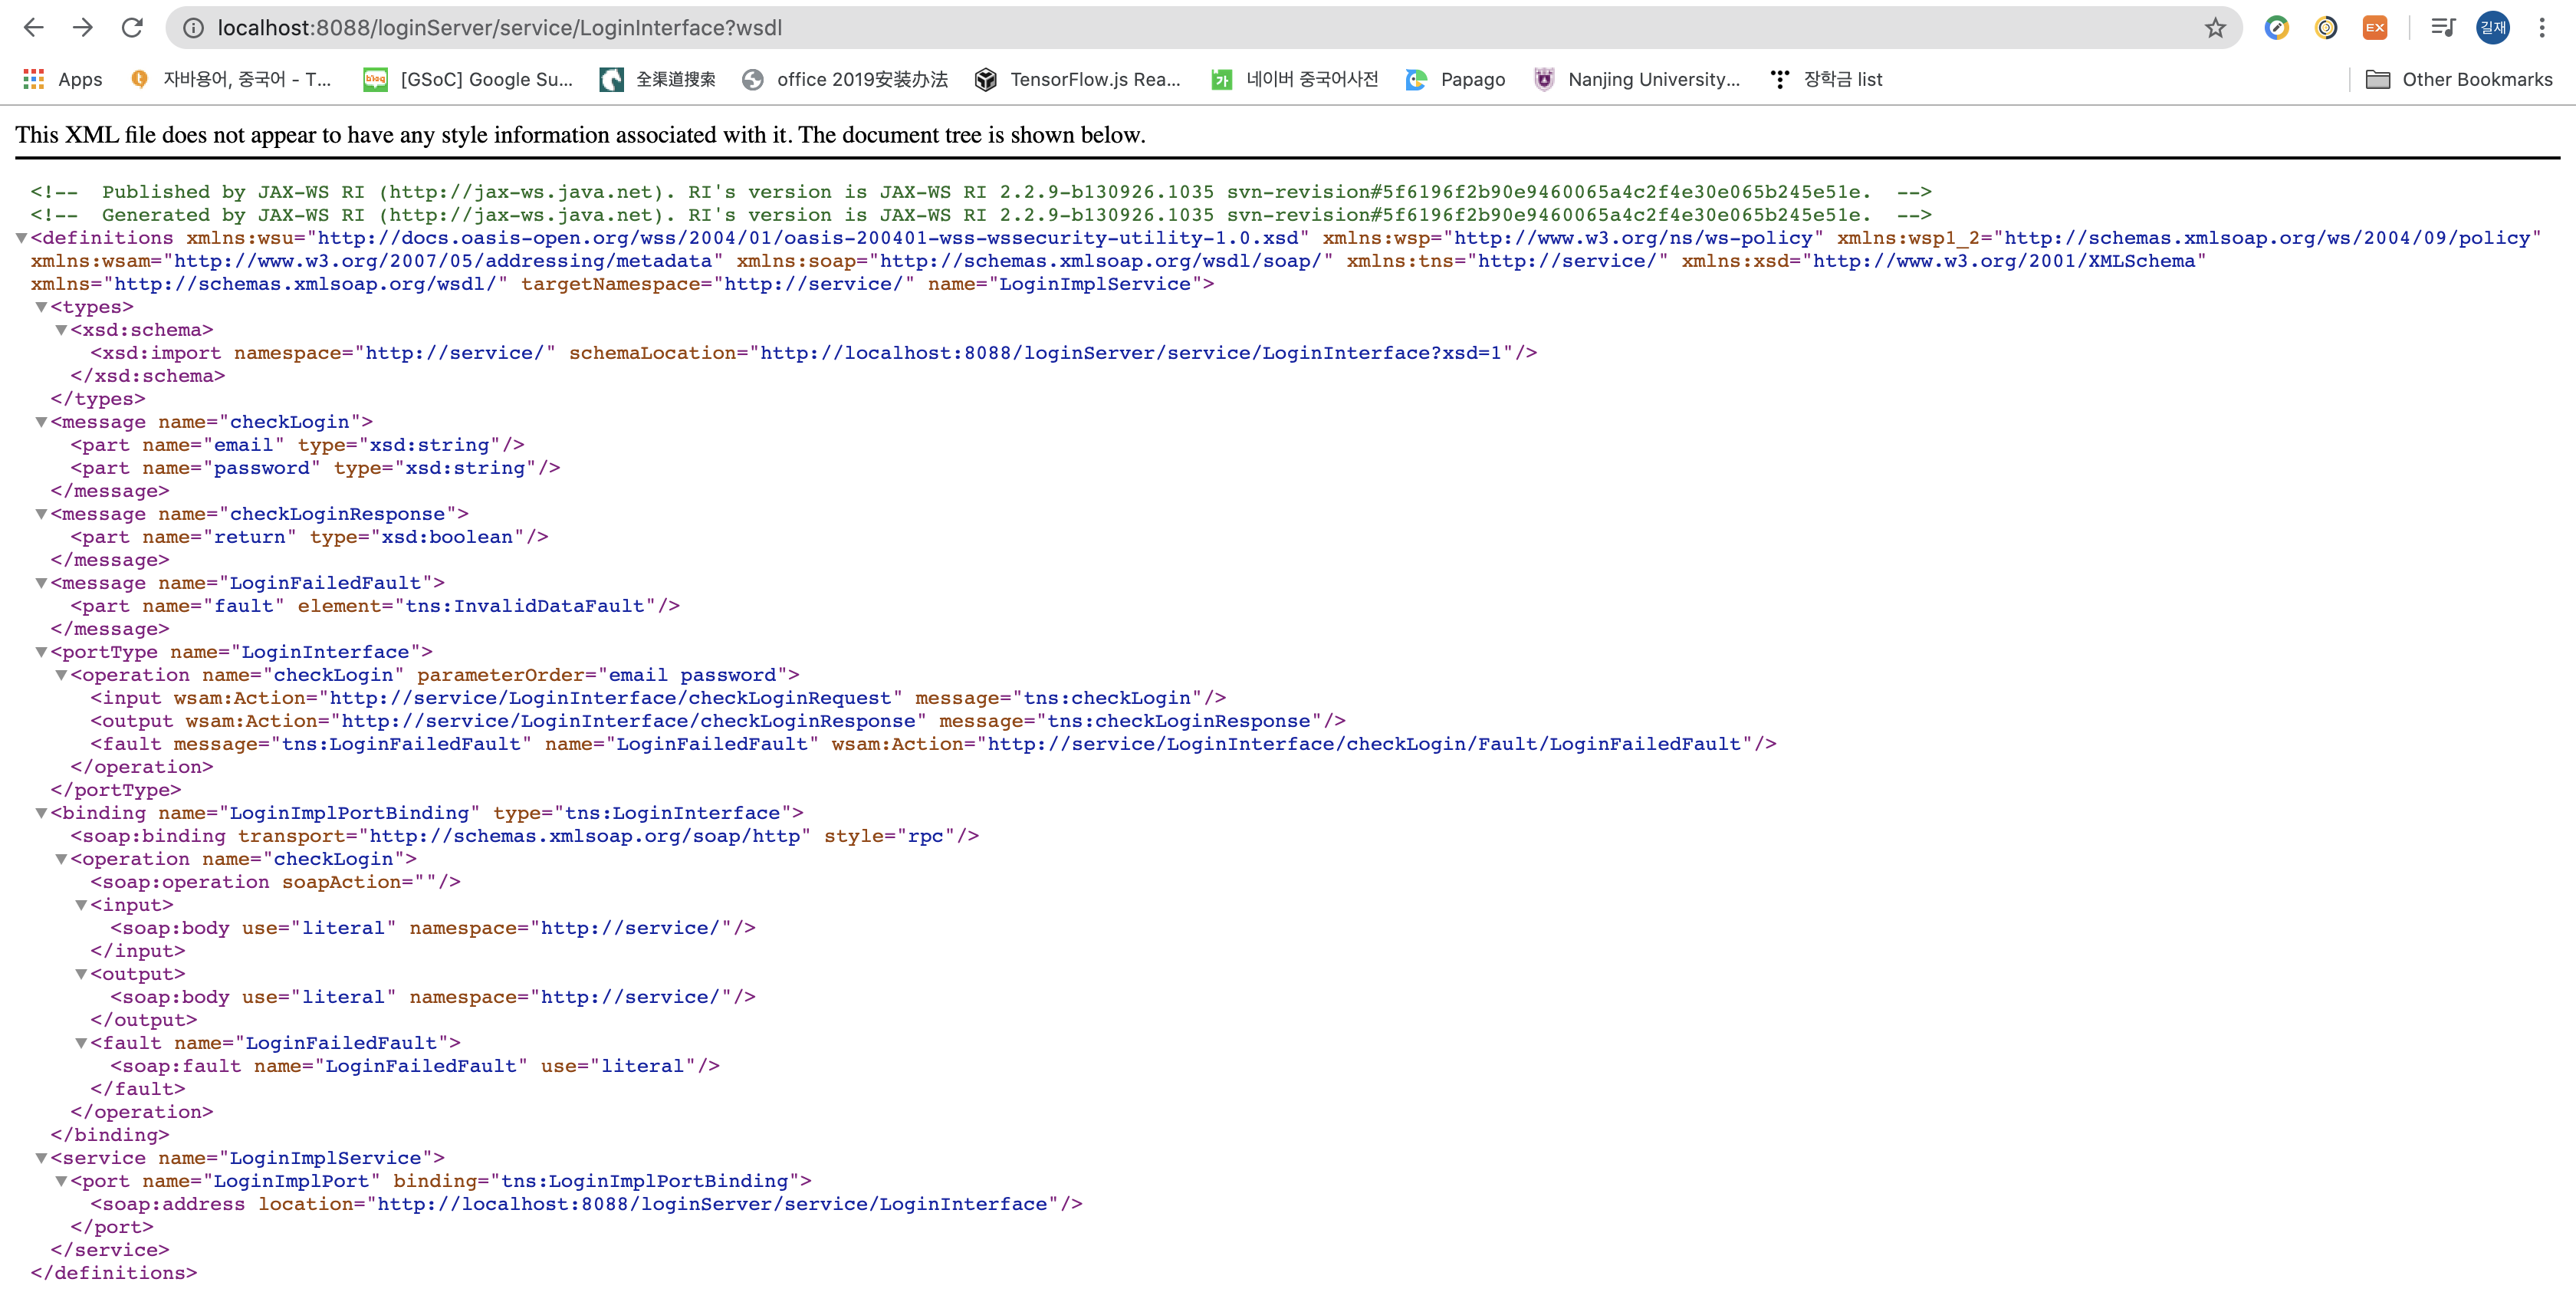 localhost:8088/loginServer/service/LoginInterface?wsdl
EX
길재
Apps 자바용어, 중국어 - T... blog [GSoC] Google Su... 全渠道搜索 office 2019安装办法 TensorFlow.js Rea... 가 네이버 중국어사전 Papago Nanjing University... 장학금 list Other Bookmarks
This XML file does not appear to have any style information associated with it. The document tree is shown below.
<!-- Published by JAX-WS RI (http://jax-ws.java.net). RI's version is JAX-WS RI 2.2.9-b130926.1035 svn-revision#5f6196f2b90e9460065a4c2f4e30e065b245e51e. -->
<!-- Generated by JAX-WS RI (http://jax-ws.java.net). RI's version is JAX-WS RI 2.2.9-b130926.1035 svn-revision#5f6196f2b90e9460065a4c2f4e30e065b245e51e. -->
▼<definitions xmlns:wsu="http://docs.oasis-open.org/wss/2004/01/oasis-200401-wss-wssecurity-utility-1.0.xsd" xmlns:wsp="http://www.w3.org/ns/ws-policy" xmlns:wsp1_2="http://schemas.xmlsoap.org/ws/2004/09/policy"
xmlns:wsam="http://www.w3.org/2007/05/addressing/metadata" xmlns:soap="http://schemas.xmlsoap.org/wsdl/soap/" xmlns:tns="http://service/" xmlns:xsd="http://www.w3.org/2001/XMLSchema"
xmlns="http://schemas.xmlsoap.org/wsdl/" targetNamespace="http://service/" name="LoginImplService">
▼<types>
▼<xsd:schema>
<xsd:import namespace="http://service/" schemaLocation="http://localhost:8088/loginServer/service/LoginInterface?xsd=1"/>
</xsd:schema>
</types>
▼<message name="checkLogin">
<part name="email" type="xsd:string"/>
<part name="password" type="xsd:string"/>
</message>
▼<message name="checkLoginResponse">
<part name="return" type="xsd:boolean"/>
</message>
▼<message name="LoginFailedFault">
<part name="fault" element="tns:InvalidDataFault"/>
</message>
▼<portType name="LoginInterface">
▼<operation name="checkLogin" parameterOrder="email password">
<input wsam:Action="http://service/LoginInterface/checkLoginRequest" message="tns:checkLogin"/>
<output wsam:Action="http://service/LoginInterface/checkLoginResponse" message="tns:checkLoginResponse"/>
<fault message="tns:LoginFailedFault" name="LoginFailedFault" wsam:Action="http://service/LoginInterface/checkLogin/Fault/LoginFailedFault"/>
</operation>
</portType>
▼<binding name="LoginImplPortBinding" type="tns:LoginInterface">
<soap:binding transport="http://schemas.xmlsoap.org/soap/http" style="rpc"/>
▼<operation name="checkLogin">
<soap:operation soapAction=""/>
▼<input>
<soap:body use="literal" namespace="http://service/"/>
</input>
▼<output>
<soap:body use="literal" namespace="http://service/"/>
</output>
▼<fault name="LoginFailedFault">
<soap:fault name="LoginFailedFault" use="literal"/>
</fault>
</operation>
</binding>
▼<service name="LoginImplService">
▼<port name="LoginImplPort" binding="tns:LoginImplPortBinding">
<soap:address location="http://localhost:8088/loginServer/service/LoginInterface"/>
</port>
</service>
</definitions>